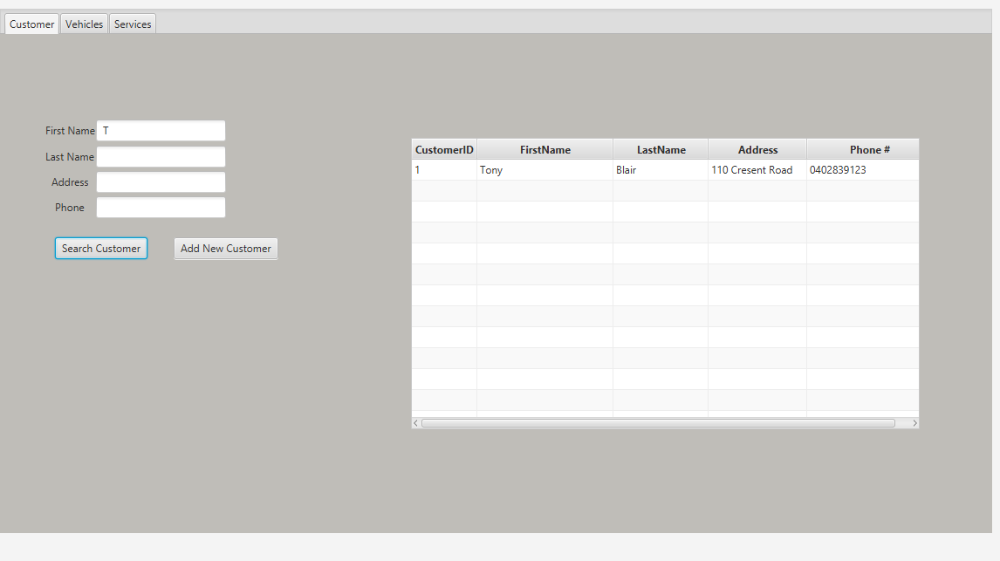 Customer Vehicles Services
First Name T
Last Name
Address
Phone
Search Customer Add New Customer
CustomerID FirstName LastName Address Phone #
1 Tony Blair 110 Cresent Road 0402839123